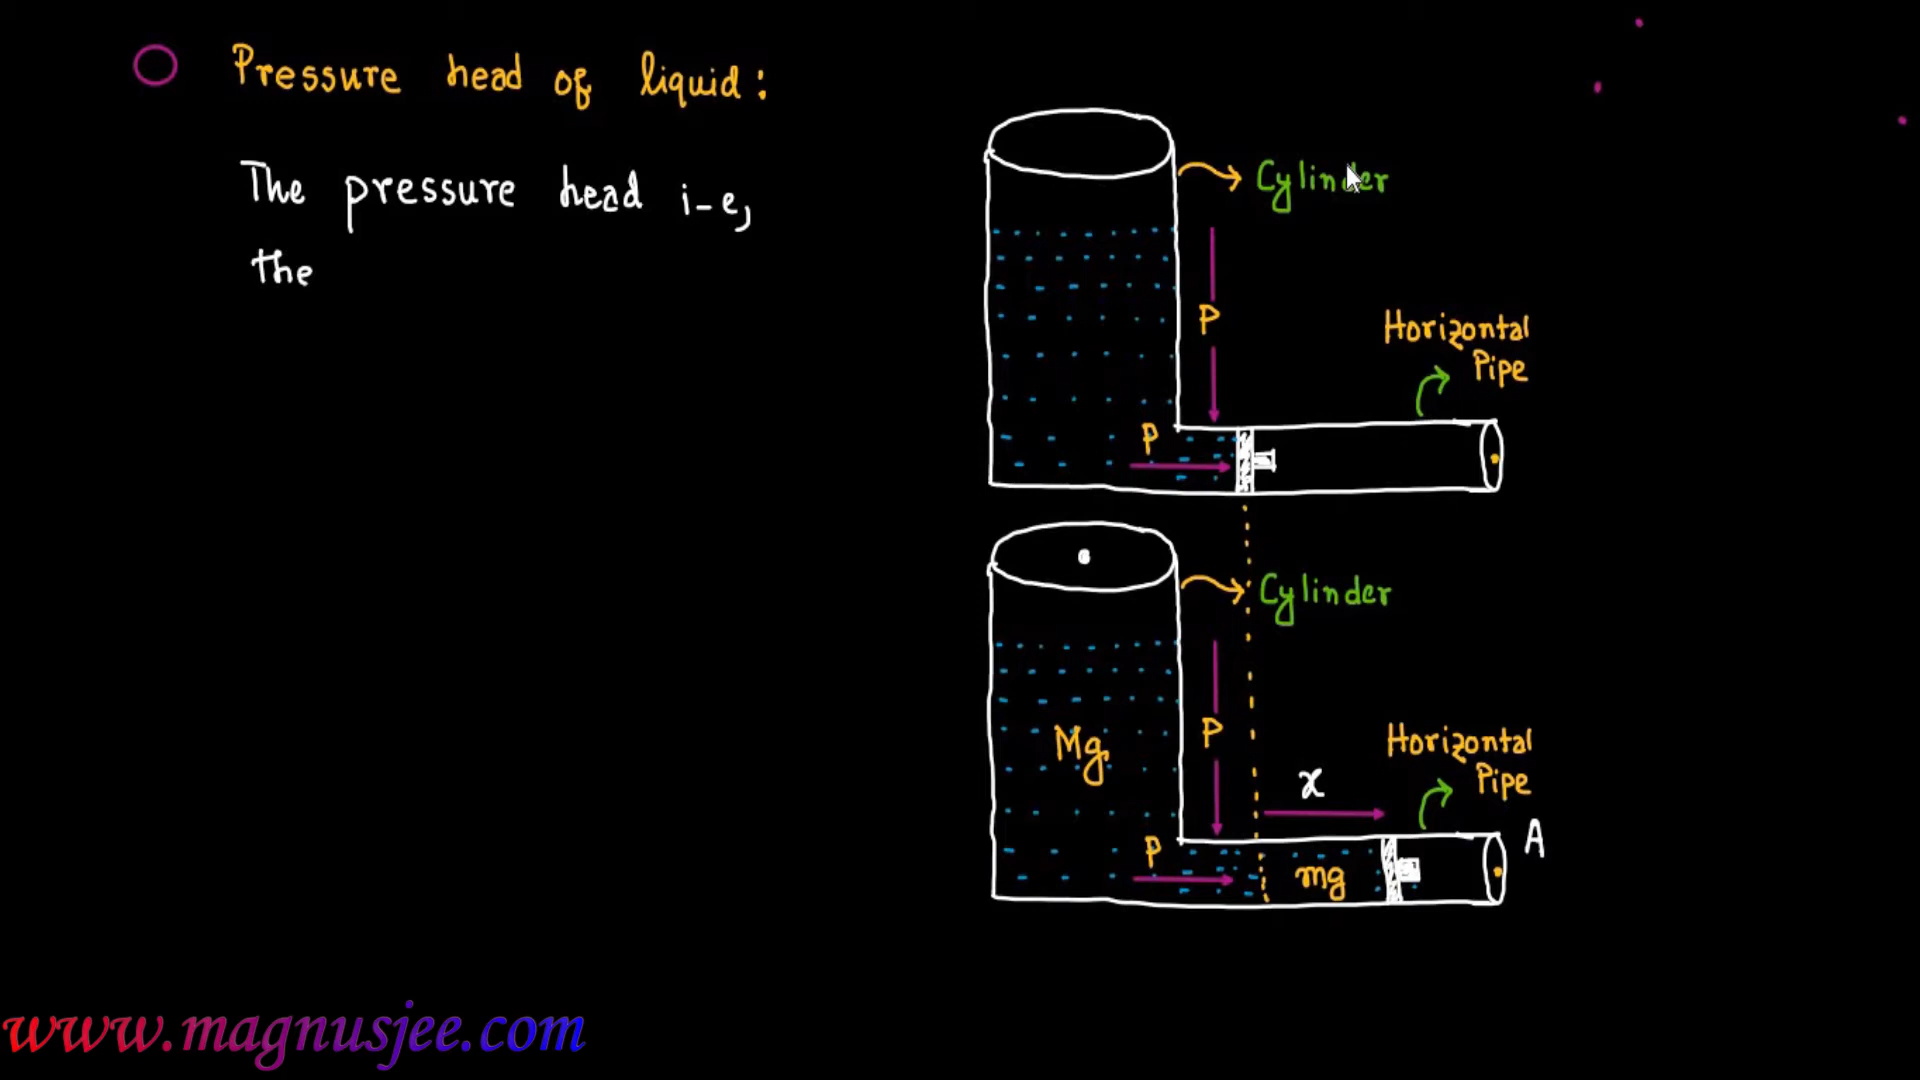 Pressure head of liquid:
The pressure head i-e,
the
Cylinder
P
Horizontal
Pipe
P
Cylinder
Mg
P
Horizontal
Pipe
x
A
P
mg
www.magnusjee.com